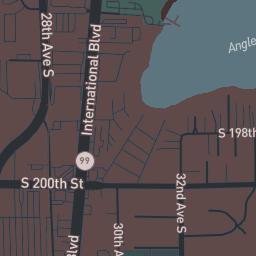 28th Ave S
International Blvd
Angle
S 198th
99
S 200th St
32nd Ave S
30th A
Blvd